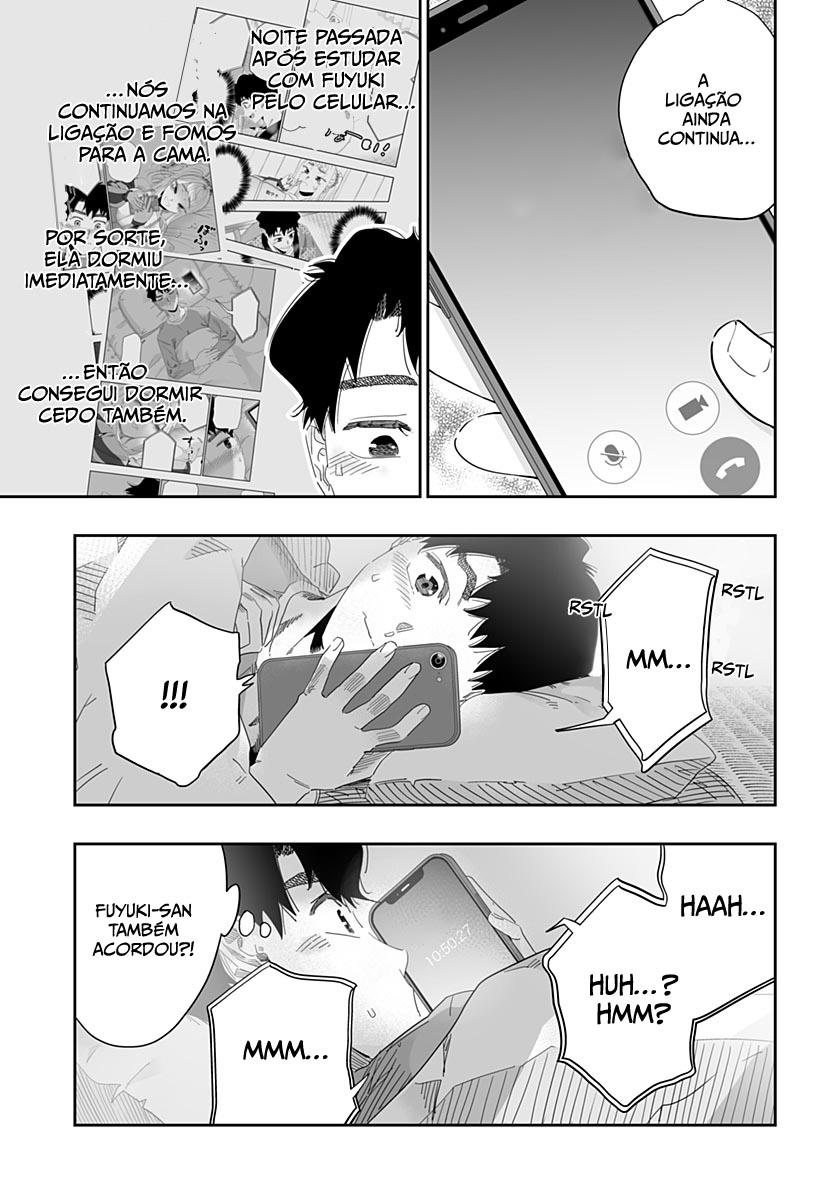 A
LIGAÇÃO
AINDA
CONTINUA...
NOITE PASSADA
APÓS ESTUDAR
COM FUYUKI
PELO CELULAR...
...NÓS
CONTINUAMOS NA
LIGAÇÃO E FOMOS
PARA A CAMA.
POR SORTE,
ELA DORMIU
IMEDIATAMENTE...
...ENTÃO
CONSEGUI DORMIR
CEDO TAMBÉM.
RSTL
MM...
RSTL
RSTL
!!!
HAAH...
HUH...?
HMM?
10:50:27
FUYUKI-SAN
TAMBÉM
ACORDOU?!
MMM...